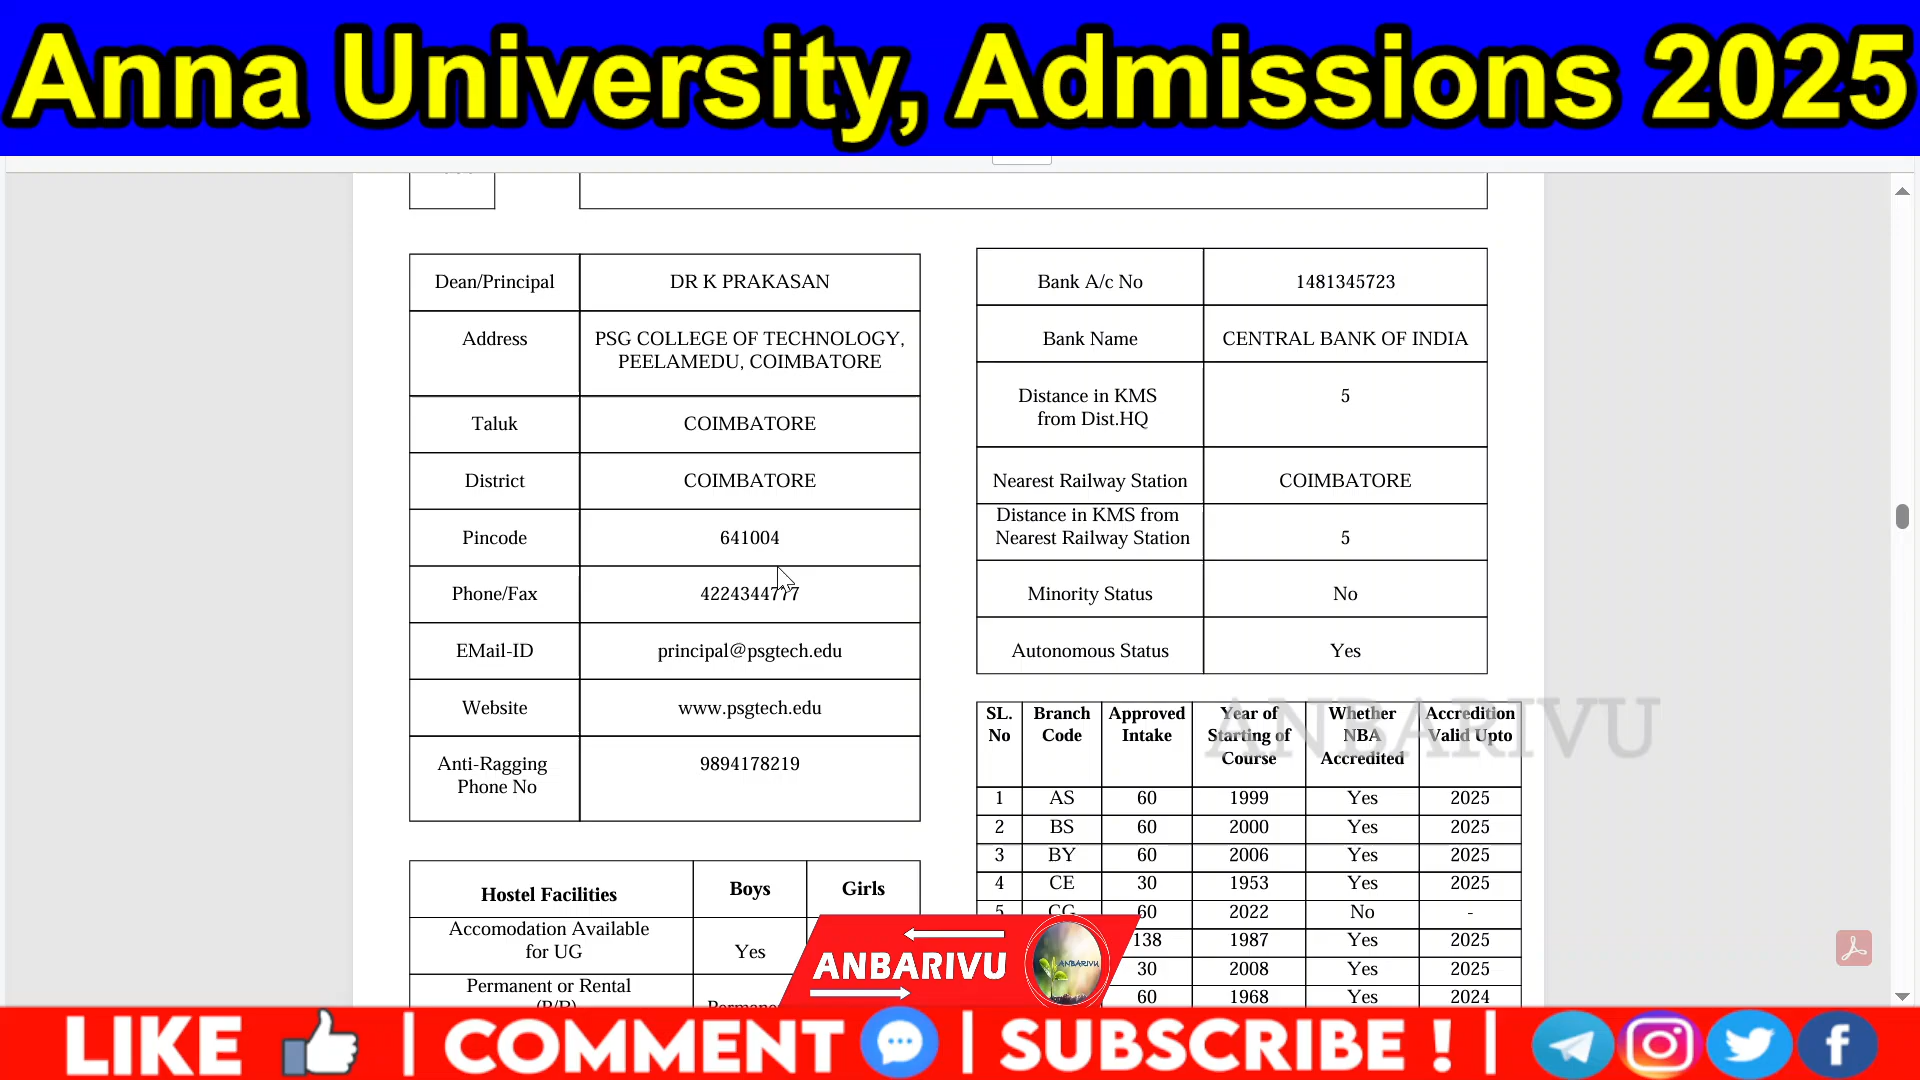 Anna University, Admissions 2025
Dean/Principal DR K PRAKASAN
Address PSG COLLEGE OF TECHNOLOGY,
PEELAMEDU, COIMBATORE
Taluk COIMBATORE
District COIMBATORE
Pincode 641004
Phone/Fax 4224344777
EMail-ID principal@psgtech.edu
Website www.psgtech.edu
Anti-Ragging
Phone No
9894178219
Hostel Facilities Boys Girls
Accomodation Available
for UG
Yes
Permanent or Rental
Bank A/c No 1481345723
Bank Name CENTRAL BANK OF INDIA
Distance in KMS
from Dist.HQ
5
Nearest Railway Station COIMBATORE
Distance in KMS from
Nearest Railway Station
5
Minority Status No
Autonomous Status Yes
SL. No Branch Code Approved Intake Year of Starting of Course Whether NBA Accredited Accredition Valid Upto
1 AS 60 1999 Yes 2025
2 BS 60 2000 Yes 2025
3 BY 60 2006 Yes 2025
4 CE 30 1953 Yes 2025
5 CG 60 2022 No -
138 1987 Yes 2025
30 2008 Yes 2025
60 1968 Yes 2024
ANBARIVU
ANBARIVU
ANBARIVU
LIKE | COMMENT | SUBSCRIBE ! |